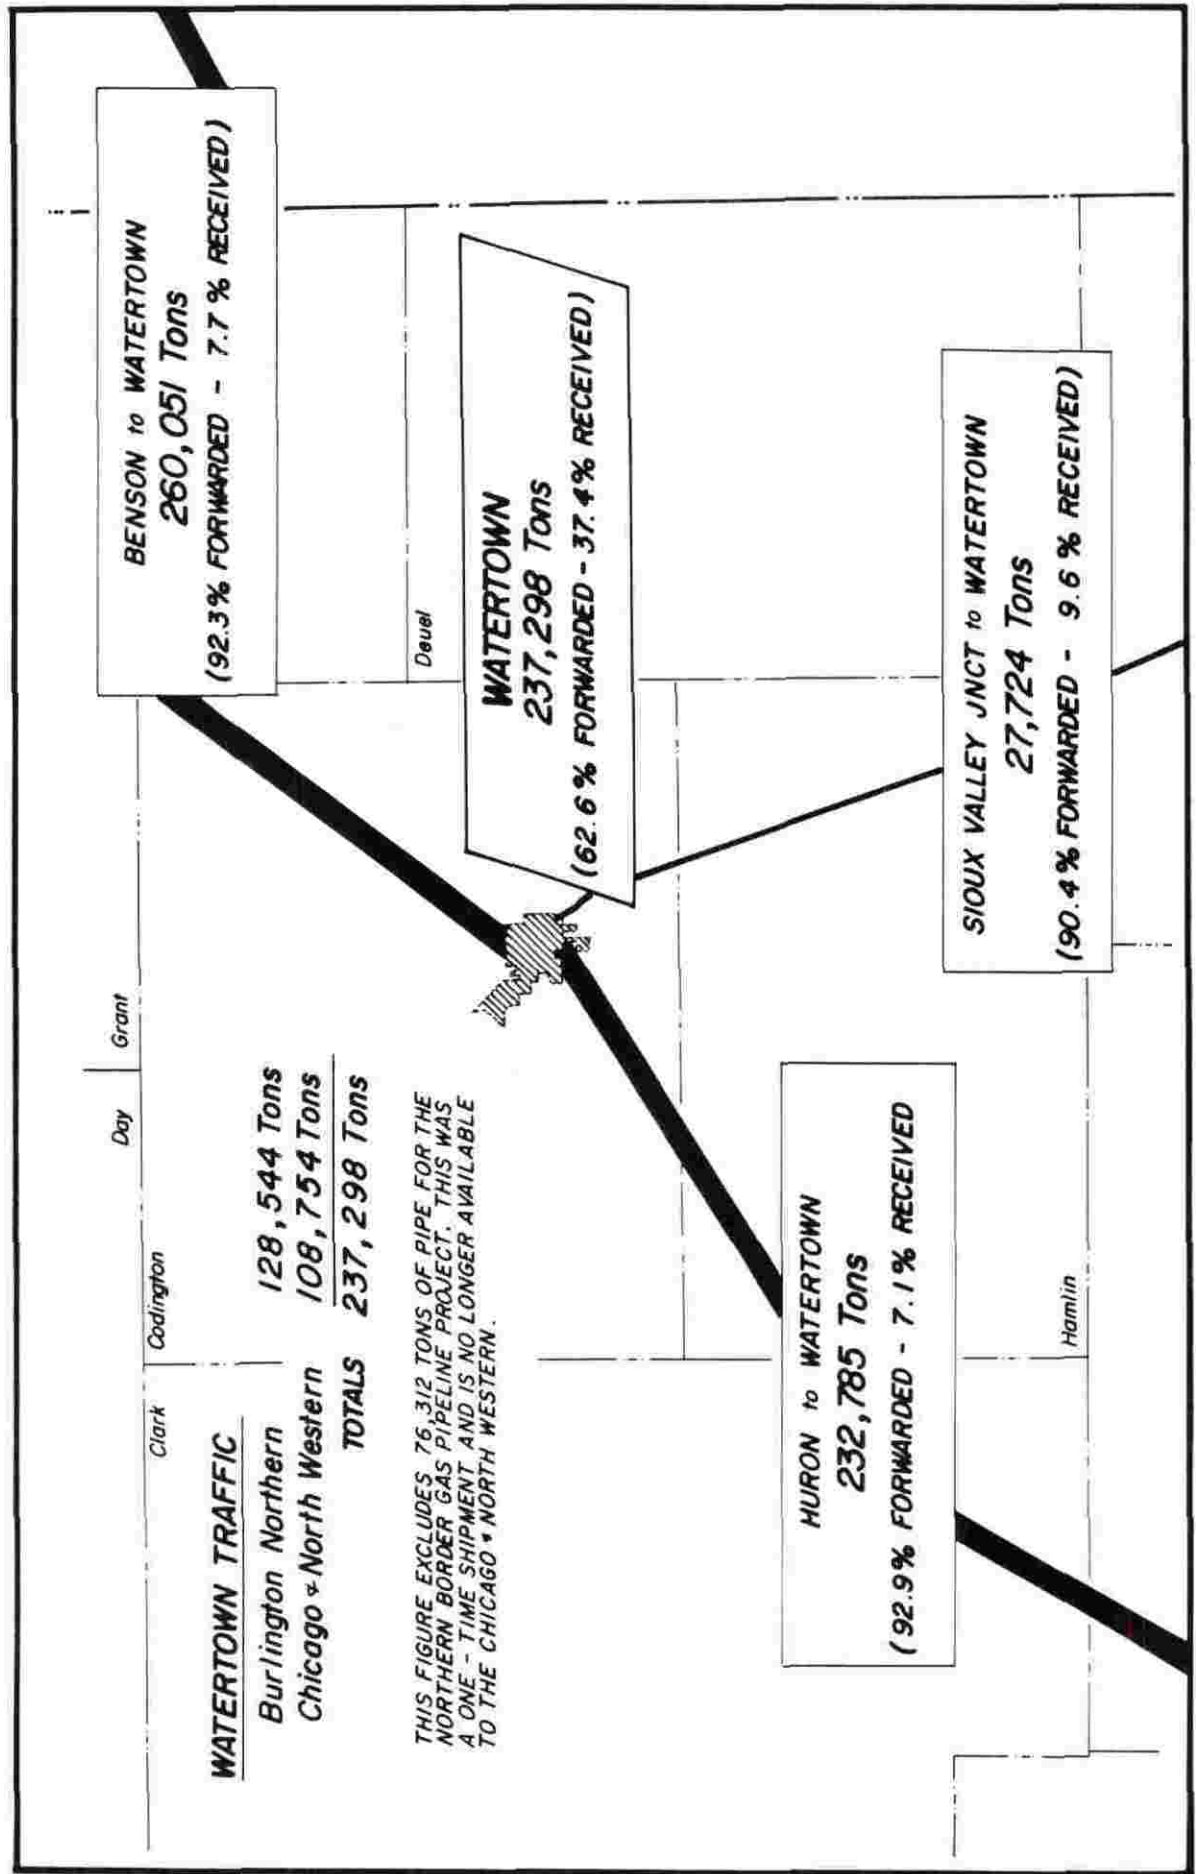 Day
Grant
Clark
Codington
WATERTOWN TRAFFIC
Burlington Northern 128,544 Tons
Chicago & North Western 108,754 Tons
TOTALS 237,298 Tons
THIS FIGURE EXCLUDES 76,312 TONS OF PIPE FOR THE
NORTHERN BORDER GAS PIPELINE PROJECT. THIS WAS
A ONE - TIME SHIPMENT AND IS NO LONGER AVAILABLE
TO THE CHICAGO & NORTH WESTERN.
BENSON to WATERTOWN
260,051 Tons
(92.3% FORWARDED - 7.7% RECEIVED)
Deuel
WATERTOWN
237,298 Tons
(62.6% FORWARDED - 37.4% RECEIVED)
HURON to WATERTOWN
232,785 Tons
(92.9% FORWARDED - 7.1% RECEIVED
SIOUX VALLEY JNCT to WATERTOWN
27,724 Tons
(90.4% FORWARDED - 9.6% RECEIVED)
Hamlin